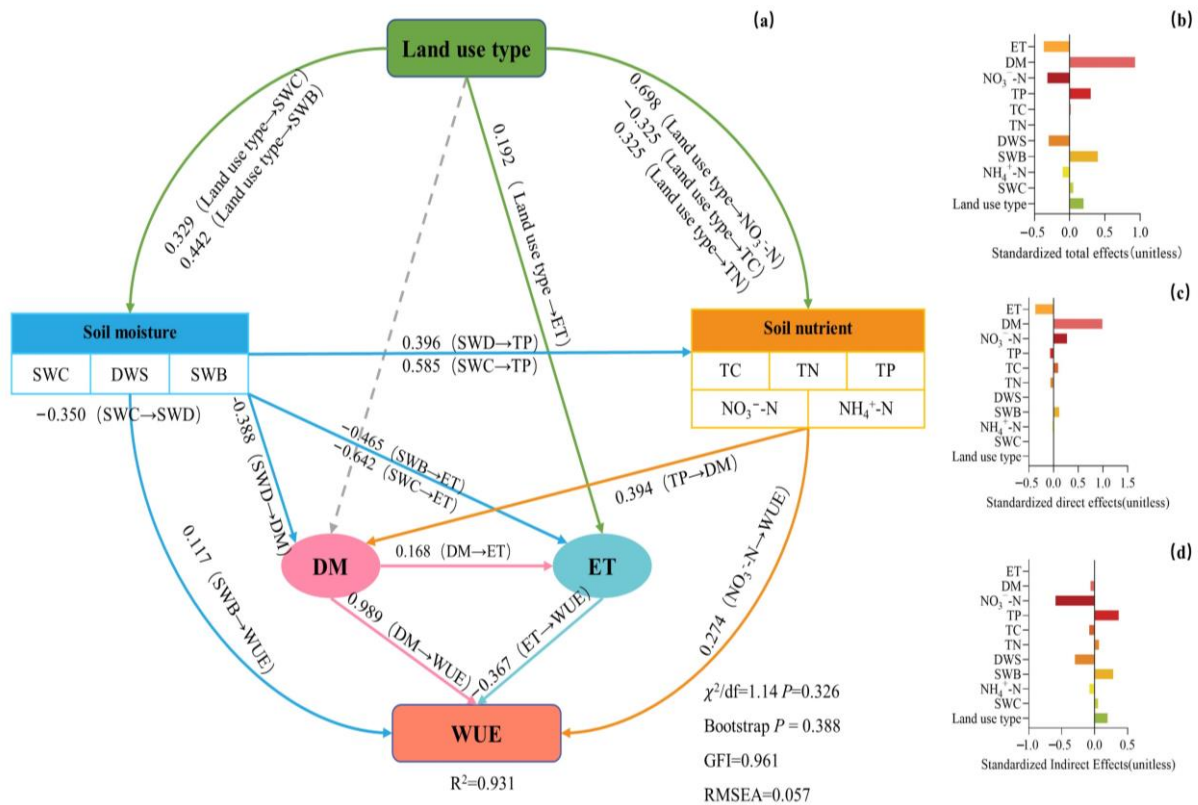 (a)
Land use type
0.329 (Land use type→SWC)
0.442 (Land use type→SWB)
0.192 ( Land use type →ET)
0.698 (Land use type→NO₃⁻-N)
−0.325 (Land use type→TC)
0.325 (Land use type→TN)
Soil moisture
SWC DWS SWB
−0.350 (SWC→SWD)
0.396 (SWD→TP)
0.585 (SWC→TP)
Soil nutrient
TC TN TP
NO₃⁻-N NH₄⁺-N
-0.388 (SWD→DM)
−0.465 (SWB→ET)
−0.642 (SWC→ET)
0.394 (TP→DM)
0.117 (SWB→WUE)
DM
0.168 (DM→ET)
ET
0.274 (NO₃⁻-N→WUE)
0.989 (DM→WUE)
−0.367 (ET→WUE)
WUE
R²=0.931
χ²/df=1.14 P=0.326
Bootstrap P = 0.388
GFI=0.961
RMSEA=0.057
(b)
ET
DM
NO₃⁻-N
TP
TC
TN
DWS
SWB
NH₄⁺-N
SWC
Land use type
−0.5 0.0 0.5 1.0
Standardized total effects(unitless)
(c)
ET
DM
NO₃⁻-N
TP
TC
TN
DWS
SWB
NH₄⁺-N
SWC
Land use type
−0.5 0.0 0.5 1.0 1.5
Standardized direct effects(unitless)
(d)
ET
DM
NO₃⁻-N
TP
TC
TN
DWS
SWB
NH₄⁺-N
SWC
Land use type
−1.0 −0.5 0.0 0.5
Standardized Indirect Effects(unitless)